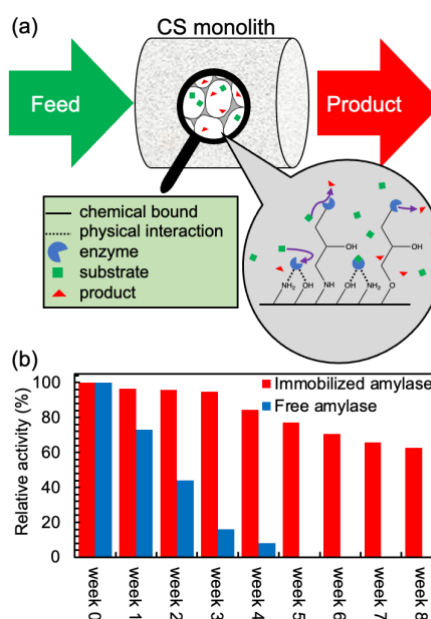 (a)
CS monolith
Feed
Product
chemical bound
physical interaction
enzyme
substrate
product
OH
OH
NH2
OH
NH
OH
NH2
O
(b)
Relative activity (%)
100
80
60
40
20
0
Immobilized amylase
Free amylase
week 0
week 1
week 2
week 3
week 4
week 5
week 6
week 7
week 8